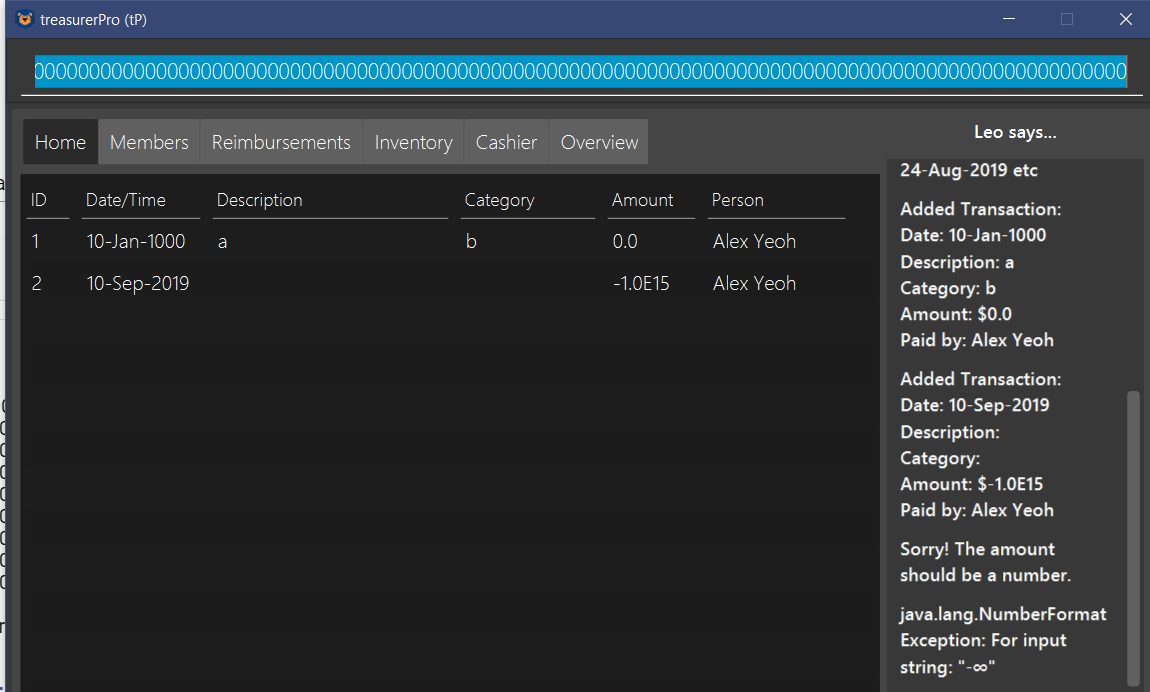 treasurerPro (tP)
Home Members Reimbursements Inventory Cashier Overview
ID Date/Time Description Category Amount Person
1 10-Jan-1000 a b 0.0 Alex Yeoh
2 10-Sep-2019 -1.0E15 Alex Yeoh
Leo says...
24-Aug-2019 etc
Added Transaction:
Date: 10-Jan-1000
Description: a
Category: b
Amount: $0.0
Paid by: Alex Yeoh
Added Transaction:
Date: 10-Sep-2019
Description:
Category:
Amount: $-1.0E15
Paid by: Alex Yeoh
Sorry! The amount
should be a number.
java.lang.NumberFormat
Exception: For input
string: "-∞"